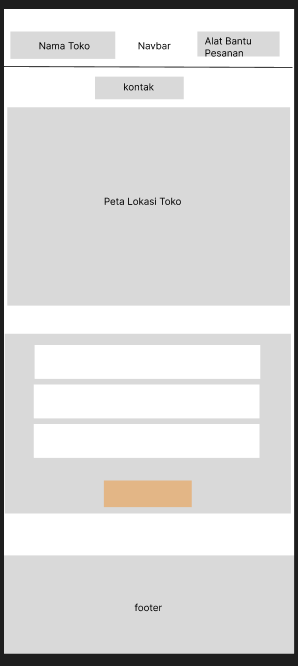 Nama Toko
Navbar
Alat Bantu
Pesanan
kontak
Peta Lokasi Toko
footer